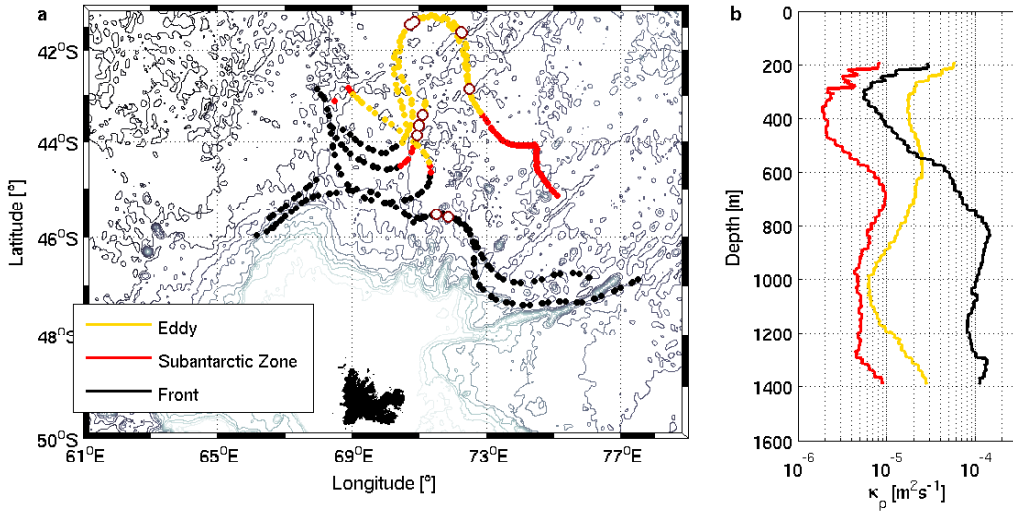 a
42°S
44°S
46°S
48°S
50°S
Latitude [°]
61°E
65°E
69°E
73°E
77°E
Longitude [°]
Eddy
Subantarctic Zone
Front
b
0
200
400
600
800
1000
1200
1400
1600
Depth [m]
10⁻⁶
10⁻⁵
10⁻⁴
κρ [m²s⁻¹]